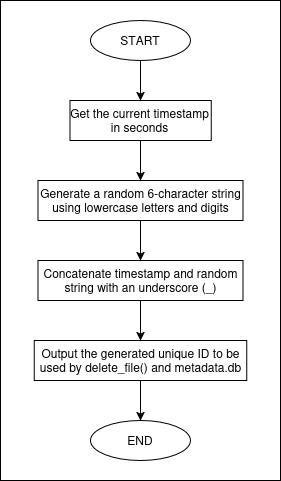 START
Get the current timestamp
in seconds
Generate a random 6-character string
using lowercase letters and digits
Concatenate timestamp and random
string with an underscore (_)
Output the generated unique ID to be
used by delete_file() and metadata.db
END